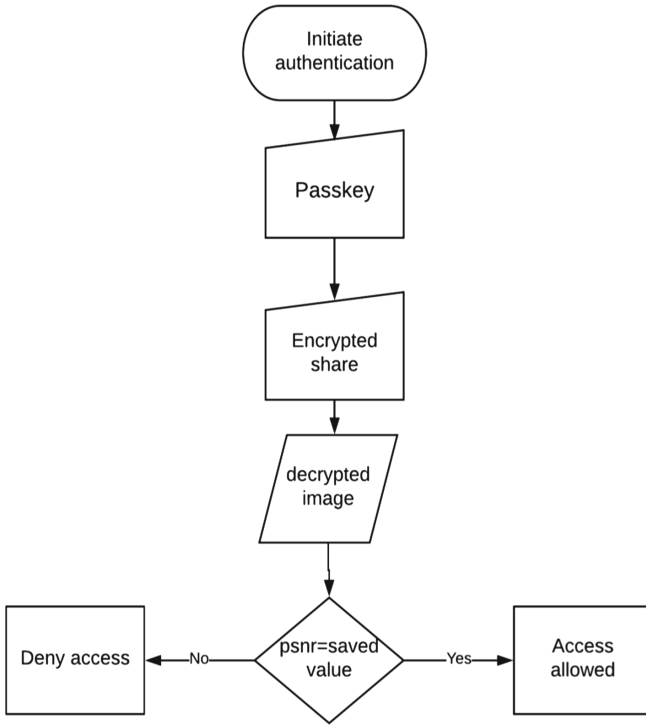 Initiate
authentication
Passkey
Encrypted
share
decrypted
image
psnr=saved
value
Deny access
No
Yes
Access
allowed